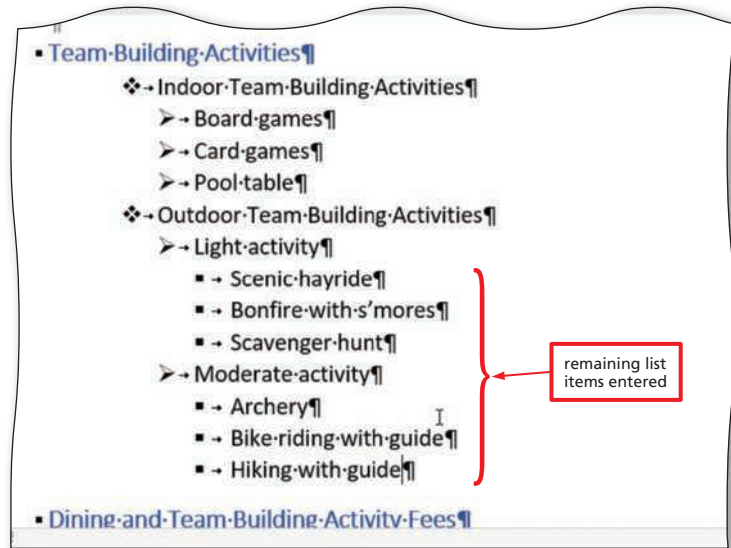 ¶
▪ Team·Building·Activities¶
❖→Indoor·Team·Building·Activities¶
➢→Board·games¶
➢→Card·games¶
➢→Pool·table¶
❖→Outdoor·Team·Building·Activities¶
➢→Light·activity¶
▪ → Scenic·hayride¶
▪ → Bonfire·with·s’mores¶
▪ → Scavenger·hunt¶
➢→Moderate·activity¶
▪ → Archery¶
▪ → Bike·riding·with·guide¶
▪ → Hiking·with·guide¶
remaining list
items entered
▪ Dining·and·Team·Building·Activity·Fees¶